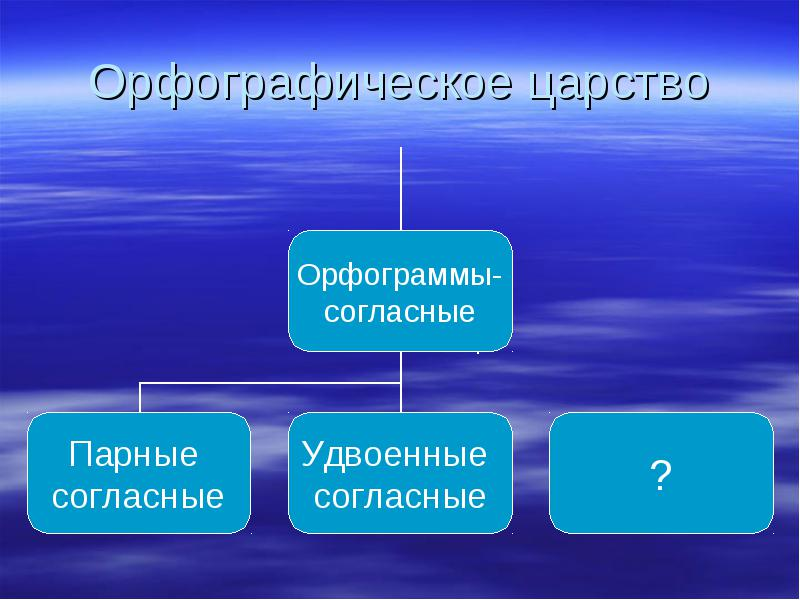 Орфографическое царство
Орфограммы-
согласные
Парные
согласные
Удвоенные
согласные
?